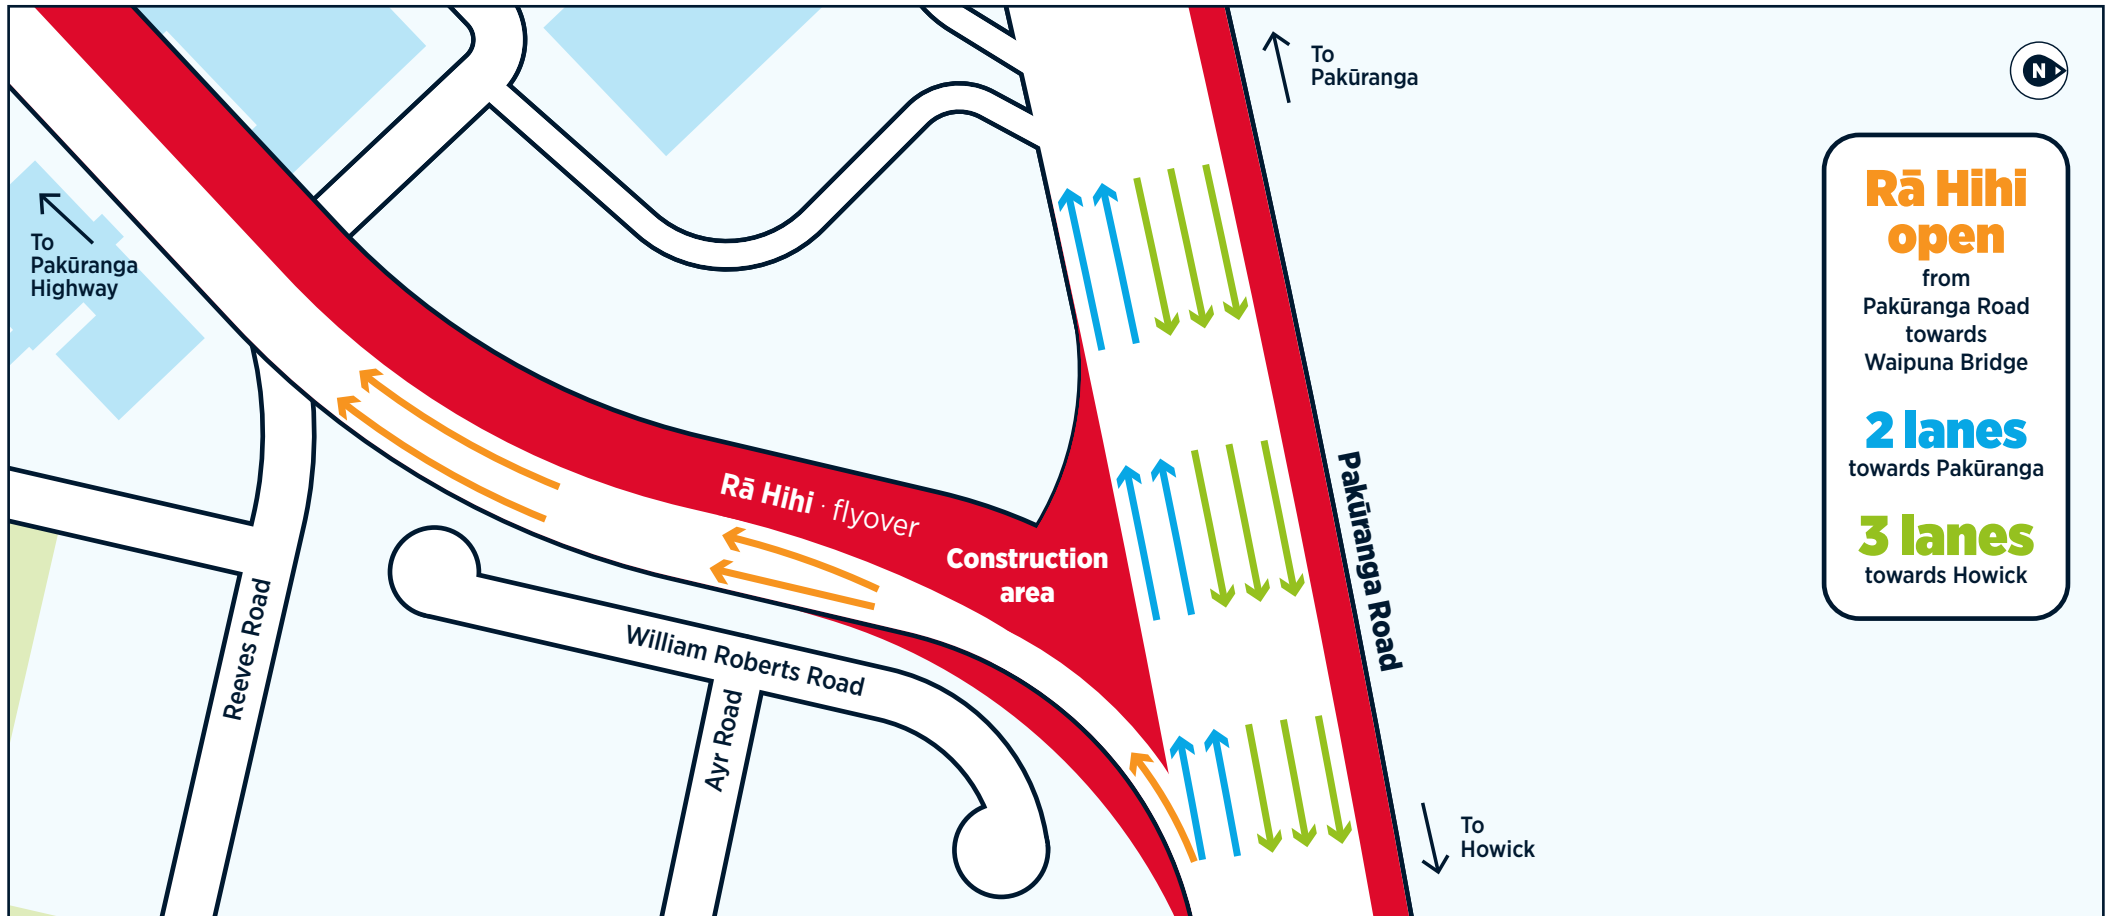 To
Pakūranga
N
Rā Hihi
open
from
Pakūranga Road
towards
Waipuna Bridge
2 lanes
towards Pakūranga
3 lanes
towards Howick
To
Pakūranga
Highway
Rā Hihi · flyover
Construction
area
Pakūranga Road
Reeves Road
William Roberts Road
Ayr Road
To
Howick